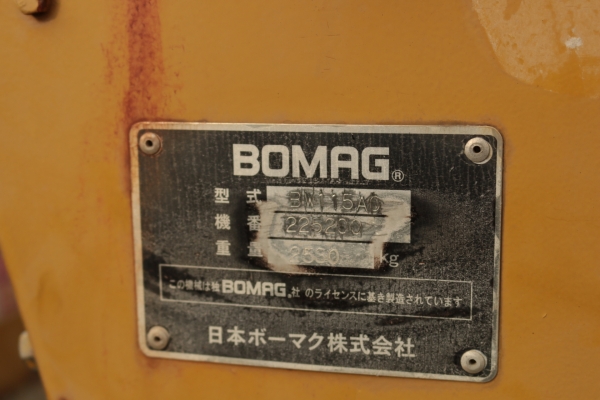 BOMAG®
型式 BW115AD
機番
重量 kg
この機械は独BOMAG®社のライセンスに基き製造されています
日本ボーマク株式会社